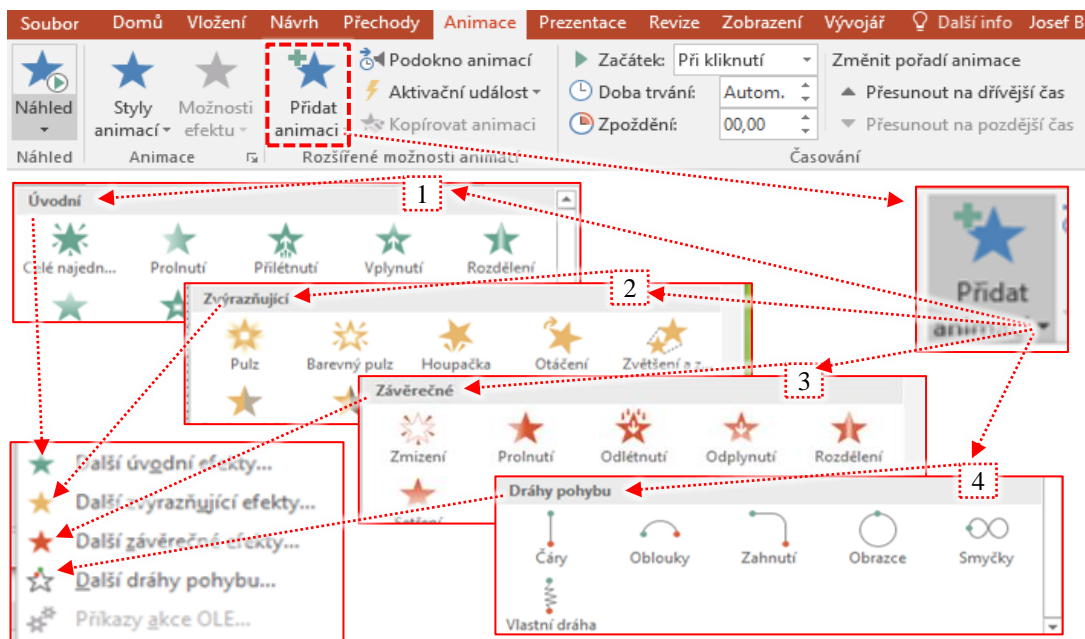 Soubor Domů Vložení Návrh Přechody Animace Prezentace Revize Zobrazení Vývojář Další info Josef B
Náhled
Styly animací
Možnosti efektu
Přidat animaci
Podokno animací
Aktivační událost
Kopírovat animaci
Začátek: Při kliknutí
Doba trvání: Autom.
Zpoždění: 00,00
Změnit pořadí animace
Přesunout na dřívější čas
Přesunout na pozdější čas
Náhled Animace Rozšířené možnosti animací Časování
Úvodní
1
Celé najedn... Prolnutí Přilétnutí Vplynutí Rozdělení
Přidat
animaci
Zvýrazňující
2
Pulz Barevný pulz Houpačka Otáčení Zvětšení a z...
Závěrečné
3
Zmizení Prolnutí Odlétnutí Odplynutí Rozdělení
Setření
Dráhy pohybu
4
Čáry Oblouky Zahnutí Obrazce Smyčky
Vlastní dráha
Další úvodní efekty...
Další zvýrazňující efekty...
Další závěrečné efekty...
Další dráhy pohybu...
Příkazy akce OLE...